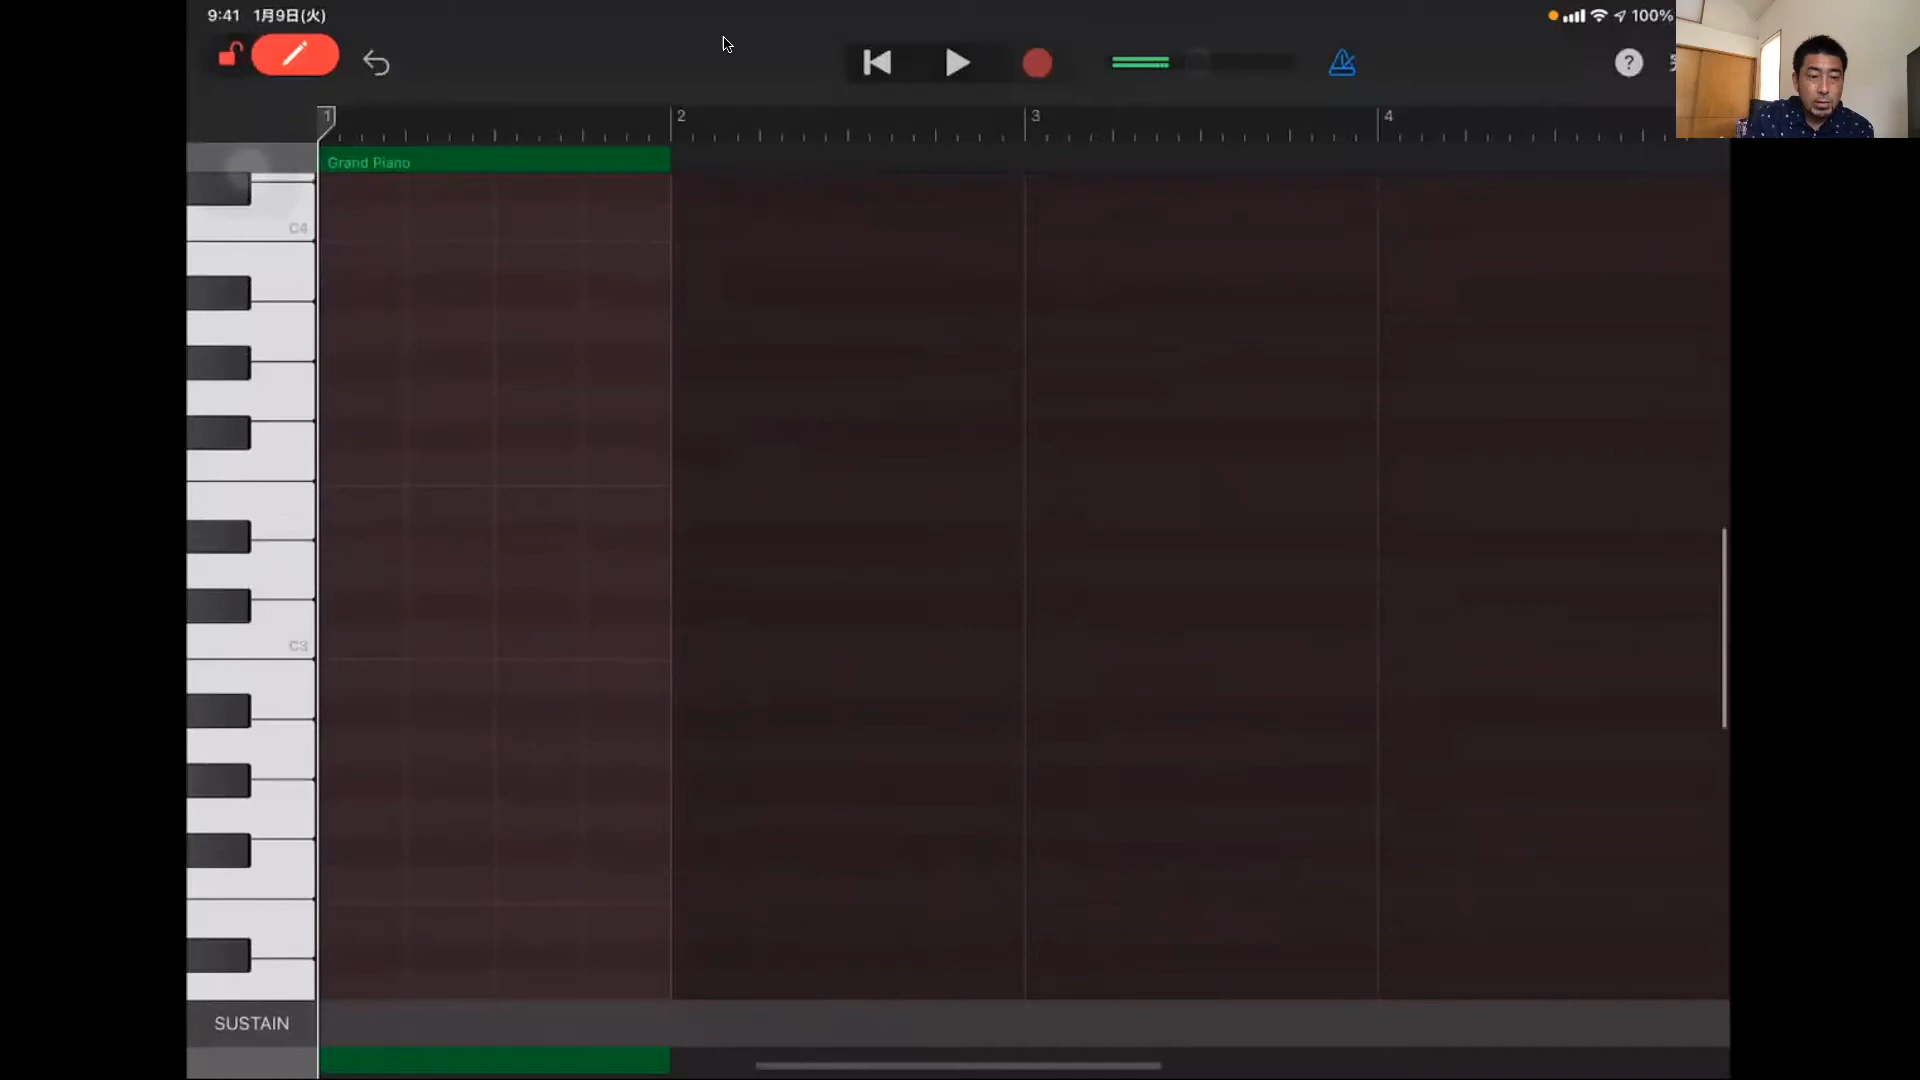 9:41 1月9日(火)
100%
?
1
2
3
4
Grand Piano
C4
C3
SUSTAIN